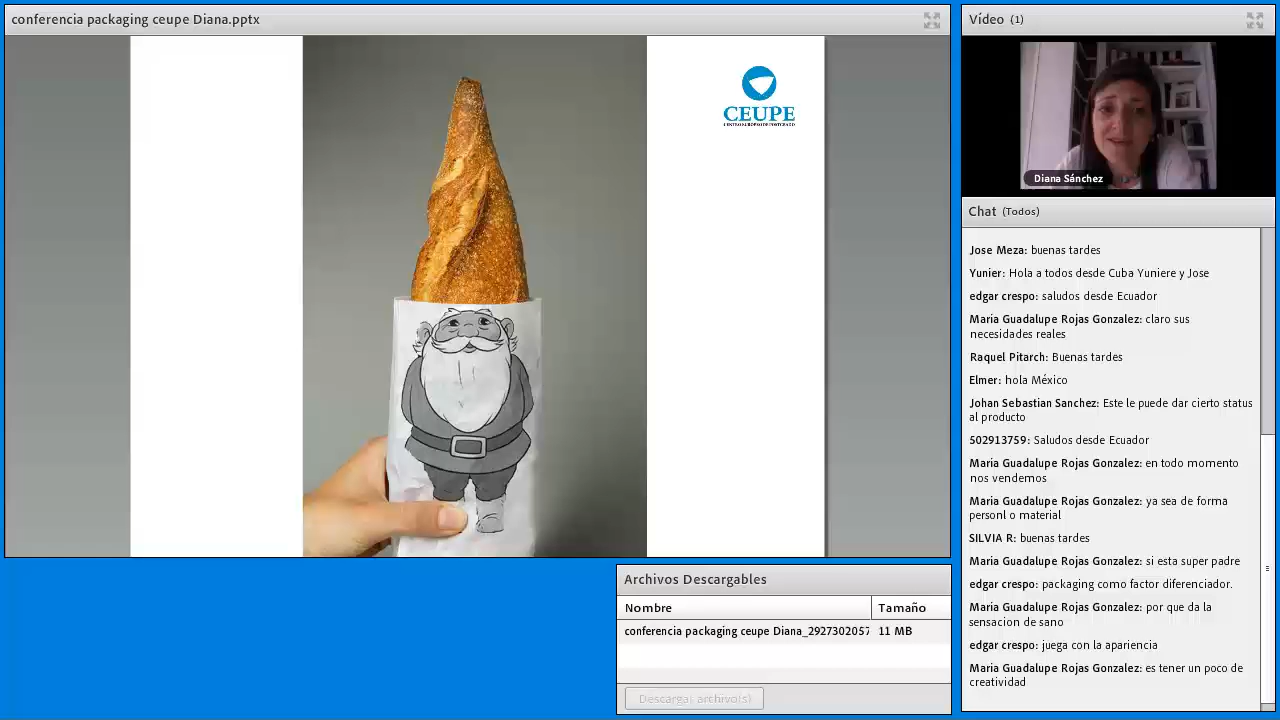 conferencia packaging ceupe Diana.pptx
CEUPE
CENTRO EUROPEO DE POSTGRADO
Vídeo (1)
Diana Sánchez
Chat (Todos)
Jose Meza: buenas tardes
Yunier: Hola a todos desde Cuba Yuniere y Jose
edgar crespo: saludos desde Ecuador
Maria Guadalupe Rojas Gonzalez: claro sus
necesidades reales
Raquel Pitarch: Buenas tardes
Elmer: hola México
Johan Sebastian Sanchez: Este le puede dar cierto status
al producto
502913759: Saludos desde Ecuador
Maria Guadalupe Rojas Gonzalez: en todo momento
nos vendemos
Maria Guadalupe Rojas Gonzalez: ya sea de forma
personl o material
SILVIA R: buenas tardes
Maria Guadalupe Rojas Gonzalez: si esta super padre
edgar crespo: packaging como factor diferenciador.
Maria Guadalupe Rojas Gonzalez: por que da la
sensacion de sano
edgar crespo: juega con la apariencia
Maria Guadalupe Rojas Gonzalez: es tener un poco de
creatividad
Archivos Descargables
Nombre Tamaño
conferencia packaging ceupe Diana_2927302057 11 MB
Descargar archivo(s)